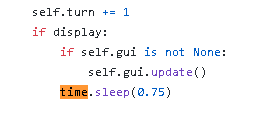 self.turn += 1
if display:
if self.gui is not None:
self.gui.update()
time.sleep(0.75)